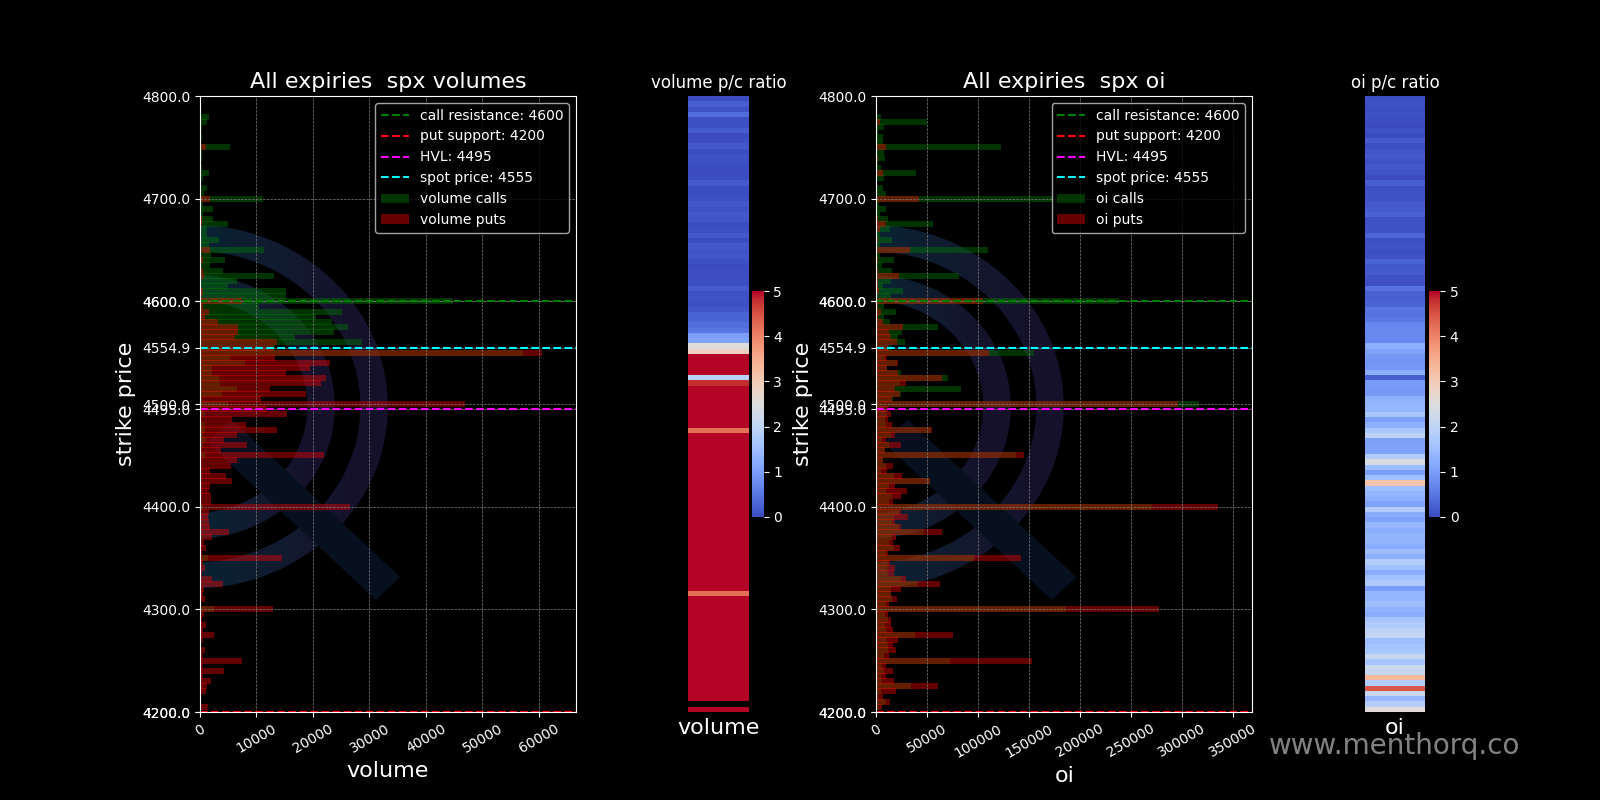 All expiries  spx volumes
volume p/c ratio
All expiries  spx oi
oi p/c ratio
call resistance: 4600
put support: 4200
HVL: 4495
spot price: 4555
volume calls
volume puts
4800.0
4700.0
4600.0
4554.9
4500.0
4495.0
4400.0
4300.0
4200.0
strike price
0
10000
20000
30000
40000
50000
60000
volume
5
4
3
2
1
0
volume
call resistance: 4600
put support: 4200
HVL: 4495
spot price: 4555
oi calls
oi puts
4800.0
4700.0
4600.0
4554.9
4500.0
4495.0
4400.0
4300.0
4200.0
strike price
0
50000
100000
150000
200000
250000
300000
350000
oi
5
4
3
2
1
0
oi
www.menthorq.co